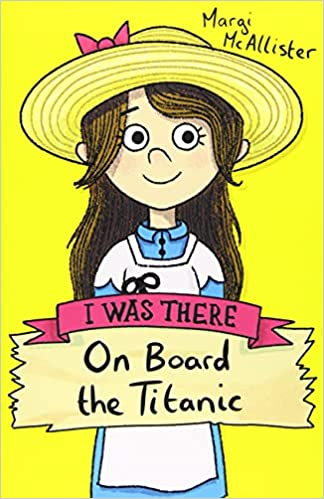 Margi
McAllister
I WAS THERE
On Board
the Titanic